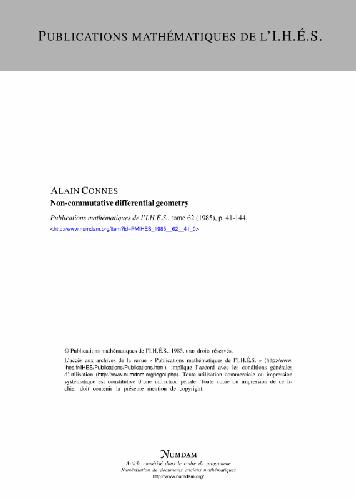 PUBLICATIONS MATHÉMATIQUES DE L'I.H.É.S.
ALAIN CONNES
Non-commutative differential geometry
Publications mathématiques de l'I.H.É.S., tome 62 (1985), p. 41-144.
<http://www.numdam.org/item?id=PMIHES_1985__62__41_0>
© Publications mathématiques de l'I.H.É.S., 1985, tous droits réservés.
L'accès aux archives de la revue « Publications mathématiques de l'I.H.É.S. » (http://www.
ihes.fr/IHES/Publications/Publications.html), implique l'accord avec les conditions générales
d'utilisation (http://www.numdam.org/legal.php). Toute utilisation commerciale ou impression
systématique est constitutive d'une infraction pénale. Toute copie ou impression de ce fi-
chier doit contenir la présente mention de copyright.
NUMDAM
Article numérisé dans le cadre du programme
Numérisation de documents anciens mathématiques
http://www.numdam.org/